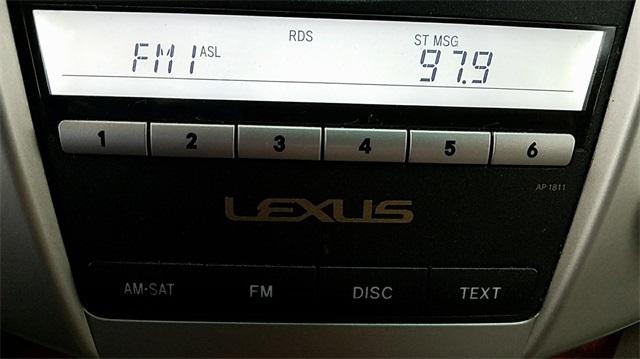 RDS ST MSG
FM1 ASL 97.9
1 2 3 4 5 6
AP1811
LEXUS
AM-SAT FM DISC TEXT